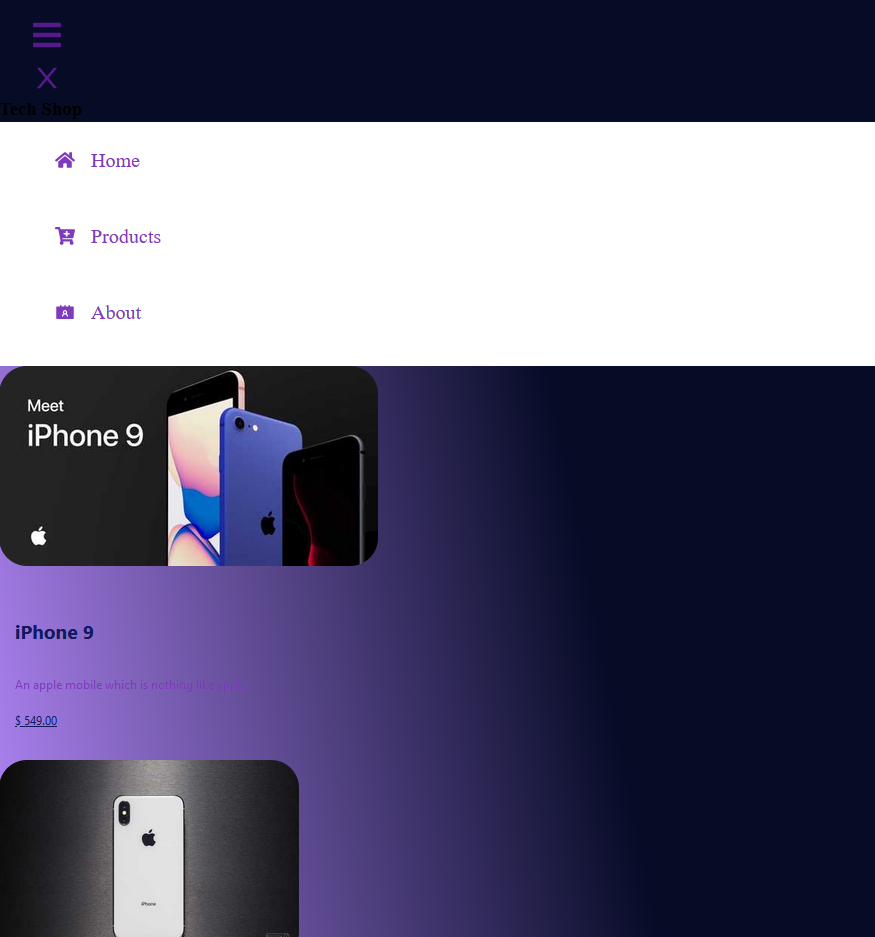 Tech Shop
Home
Products
About
Meet
iPhone 9
iPhone 9
An apple mobile which is nothing like apple
$ 549.00
iPhone